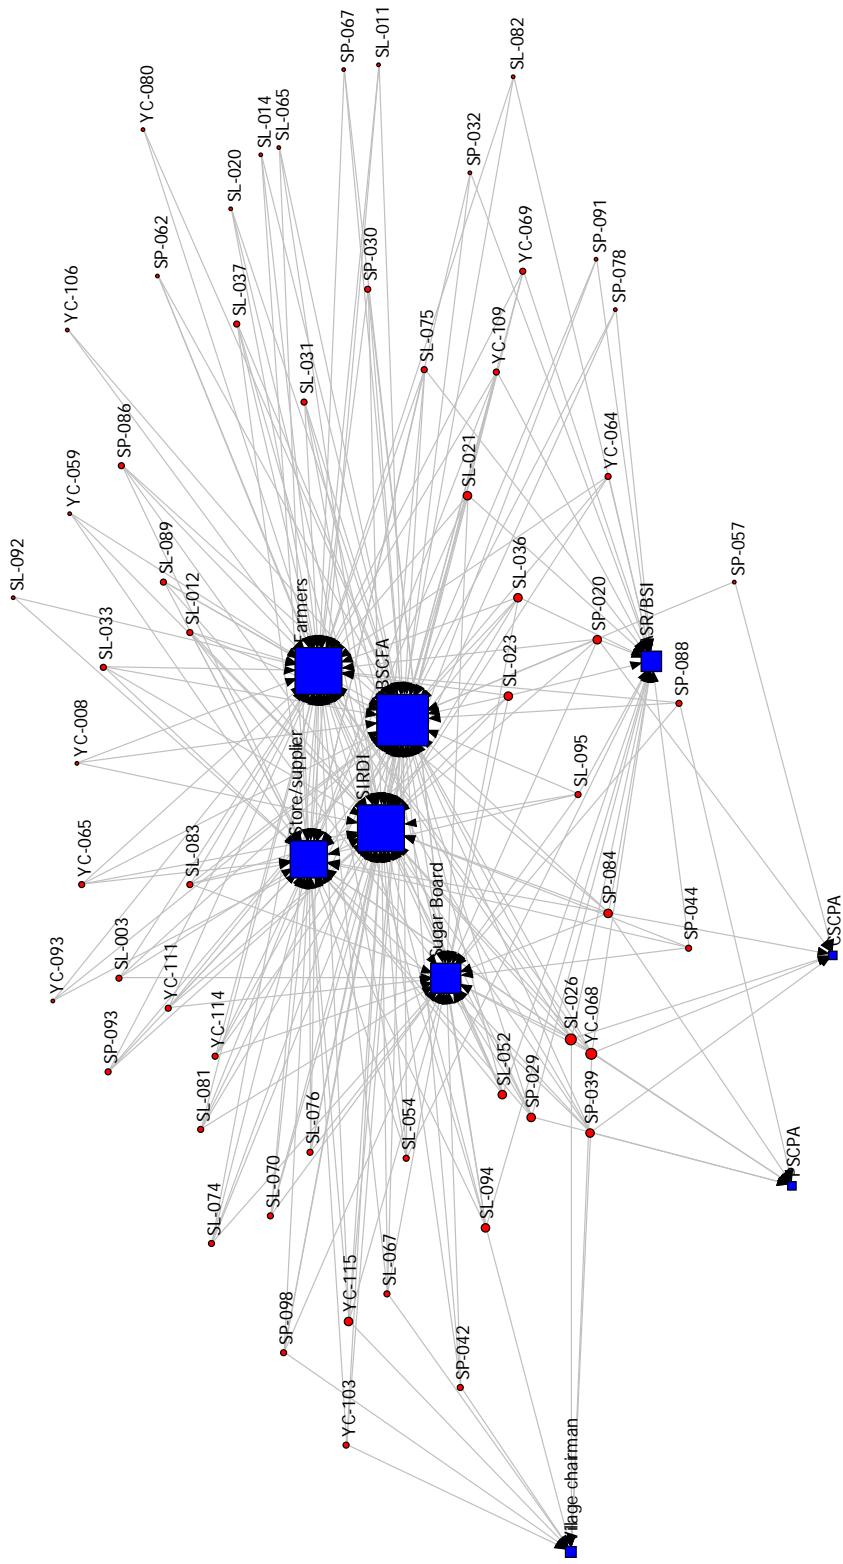 SL-011
SP-067
SL-082
YC-080
SL-014
SL-065
SP-032
SL-020
SP-062
YC-069
SP-091
SP-030
SP-078
YC-106
SL-037
YC-109
SL-075
SL-031
SP-086
YC-064
SL-021
YC-059
SL-092
SL-089
SP-057
SL-036
SL-012
SP-020
Farmers
SR/BSI
SL-033
SL-023
BSCFA
SP-088
YC-008
SL-095
SIRDI
Store/supplier
YC-065
SL-083
SP-084
Sugar Board
SP-044
CSCPA
SL-003
YC-093
YC-111
SL-026
YC-068
YC-114
SP-093
SL-052
SP-029
SP-039
SL-081
SL-076
SL-054
PSCPA
SL-070
SL-094
SL-074
SL-067
YC-115
SP-098
SP-042
YC-103
illage chairman